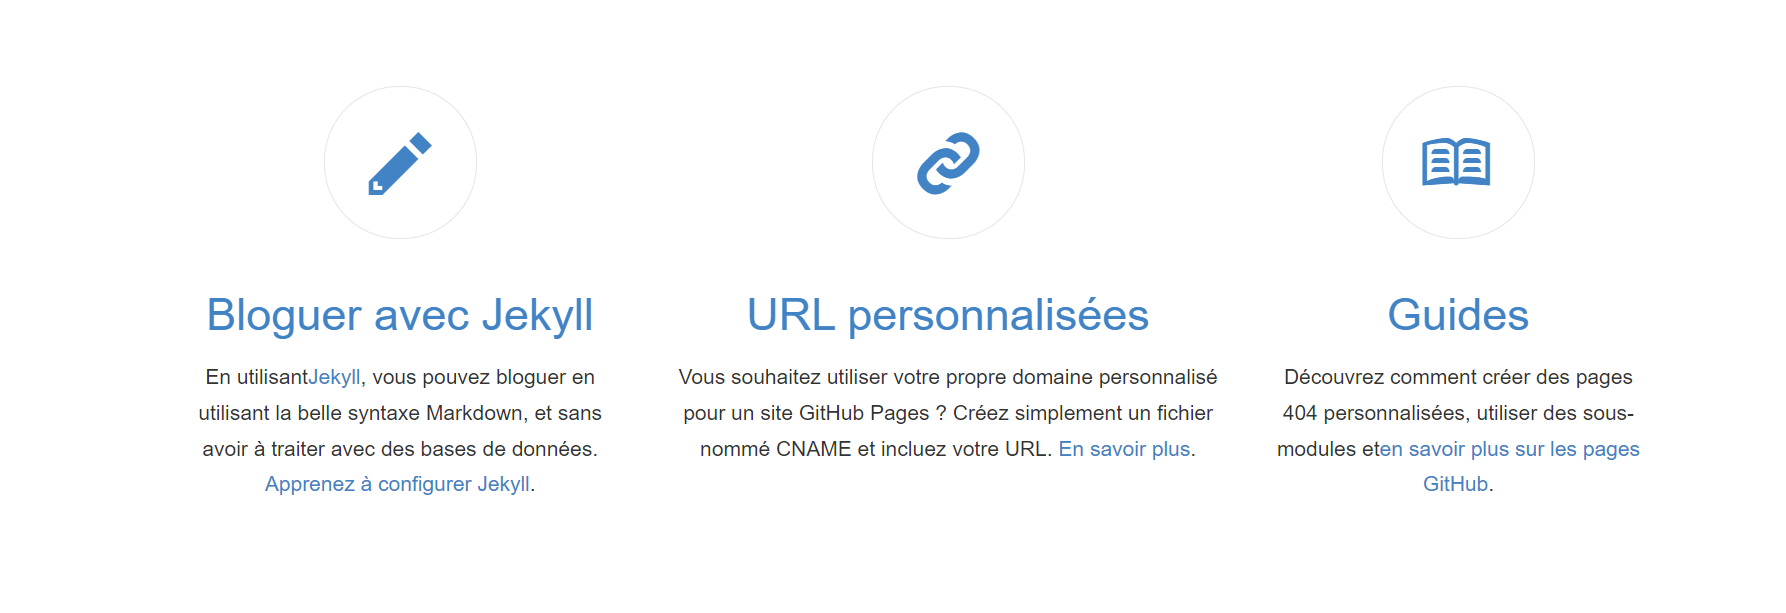 Bloguer avec Jekyll
En utilisantJekyll, vous pouvez bloguer en
utilisant la belle syntaxe Markdown, et sans
avoir à traiter avec des bases de données.
Apprenez à configurer Jekyll.
URL personnalisées
Vous souhaitez utiliser votre propre domaine personnalisé
pour un site GitHub Pages ? Créez simplement un fichier
nommé CNAME et incluez votre URL. En savoir plus.
Guides
Découvrez comment créer des pages
404 personnalisées, utiliser des sous-
modules eten savoir plus sur les pages
GitHub.